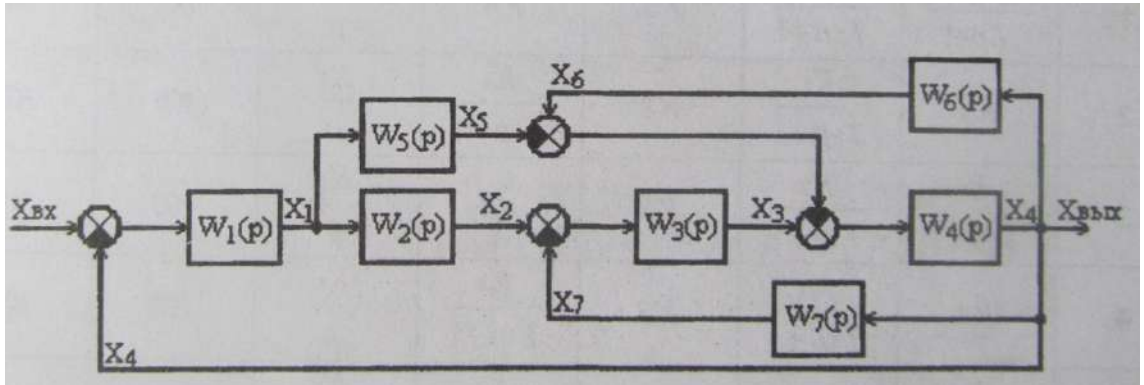 X6
W6(p)
W5(p)
X5
Xвх
W1(p)
X1
W2(p)
X2
W3(p)
X3
W4(p)
X4
Xвых
X7
W7(p)
X4